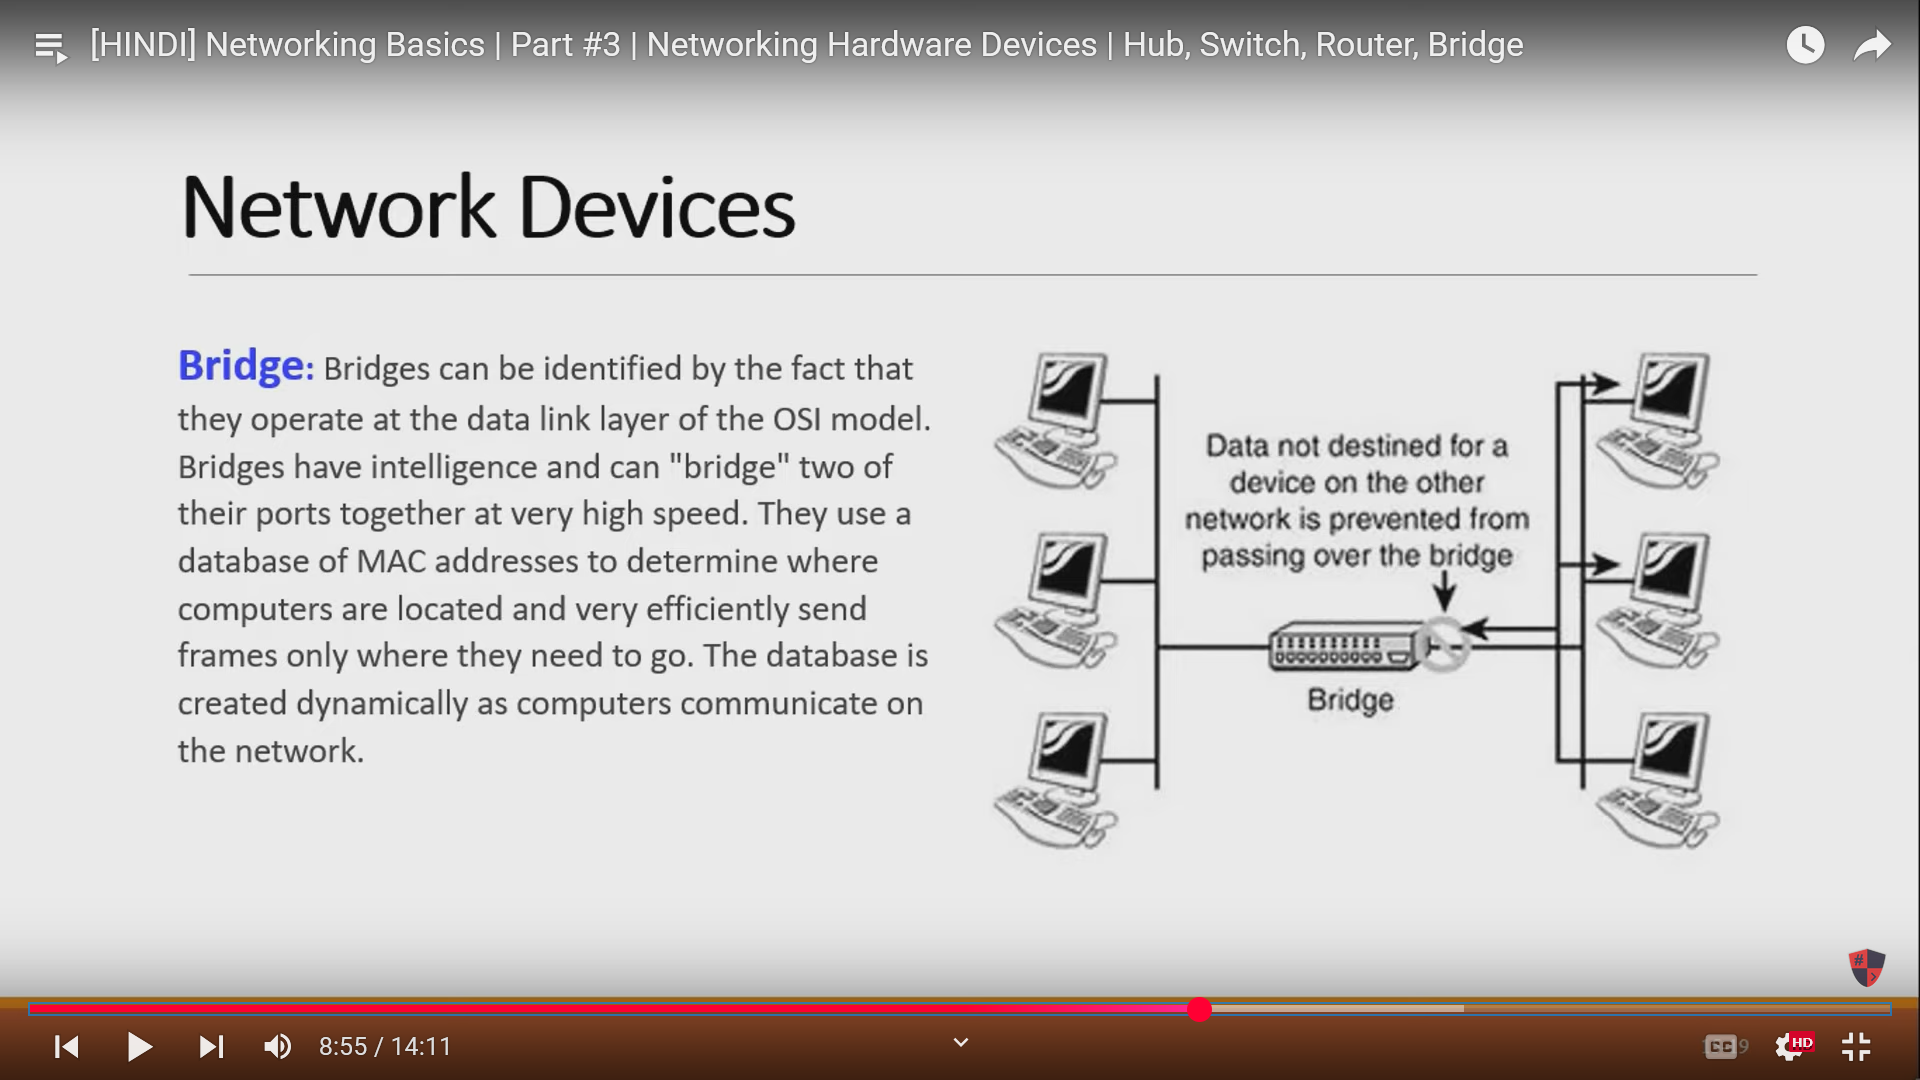 [HINDI] Networking Basics | Part #3 | Networking Hardware Devices | Hub, Switch, Router, Bridge
Network Devices
Bridge: Bridges can be identified by the fact that
they operate at the data link layer of the OSI model.
Bridges have intelligence and can "bridge" two of
their ports together at very high speed. They use a
database of MAC addresses to determine where
computers are located and very efficiently send
frames only where they need to go. The database is
created dynamically as computers communicate on
the network.
Data not destined for a
device on the other
network is prevented from
passing over the bridge
Bridge
8:55 / 14:11
CC
HD